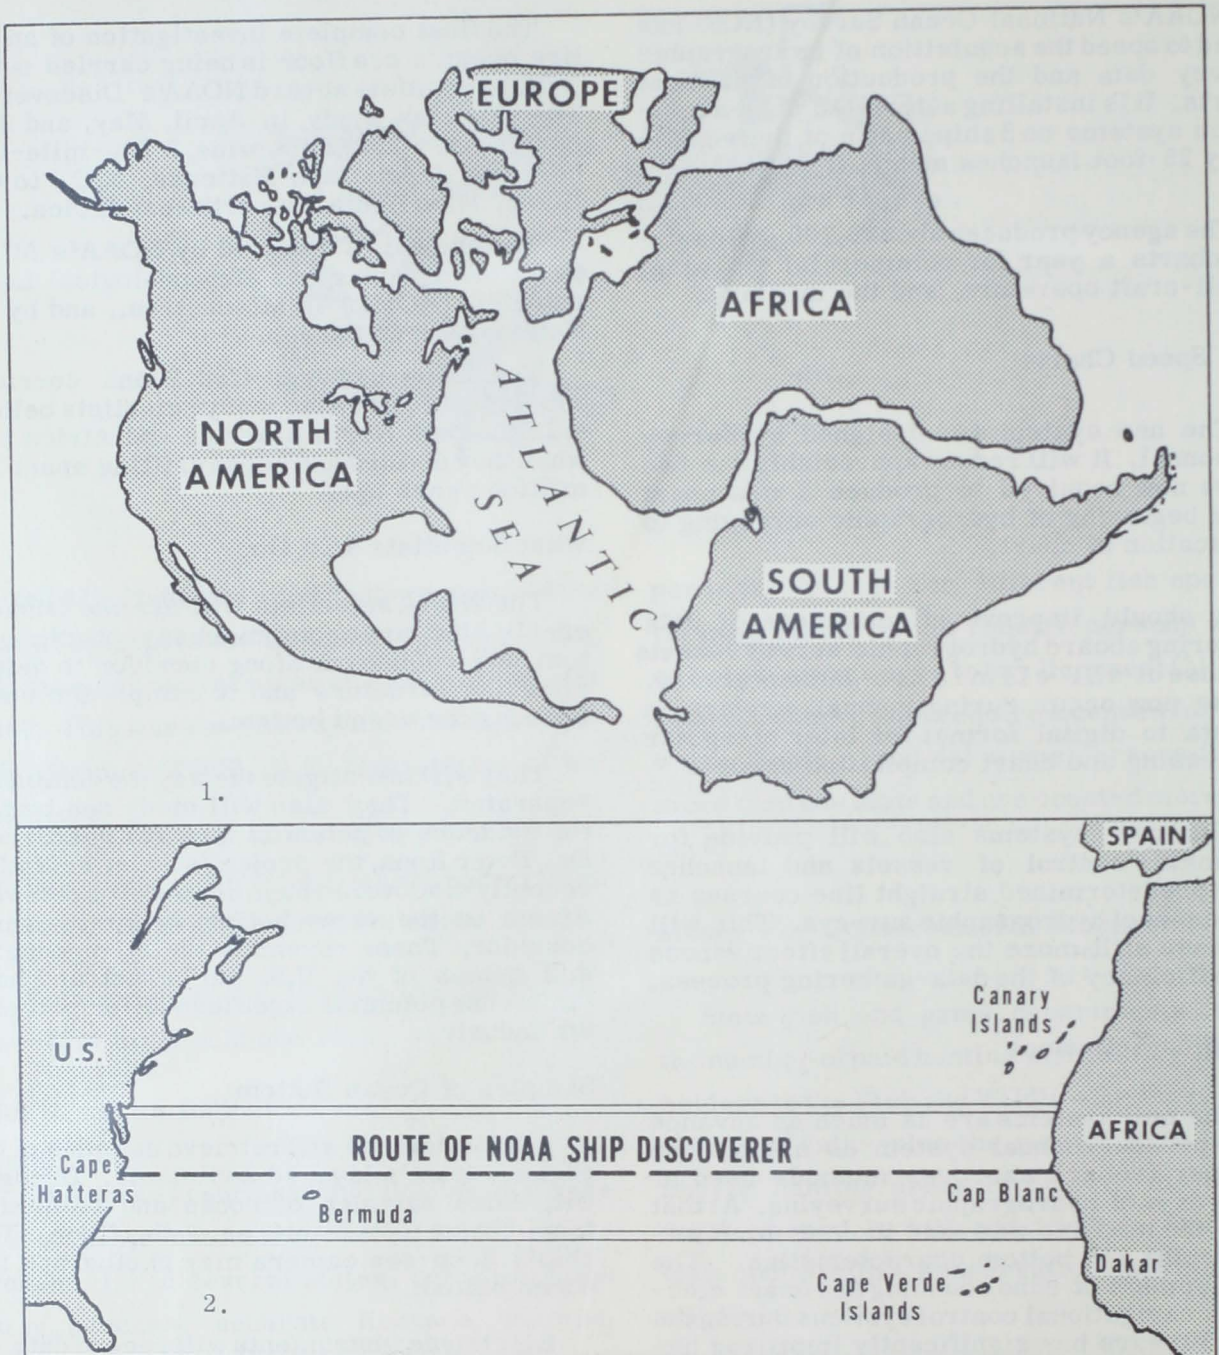 EUROPE
AFRICA
NORTH
AMERICA
ATLANTIC
SEA
SOUTH
AMERICA
1.
SPAIN
Canary
Islands
U.S.
AFRICA
ROUTE OF NOAA SHIP DISCOVERER
Cape
Hatteras
Cap Blanc
Bermuda
Dakar
Cape Verde
Islands
2.